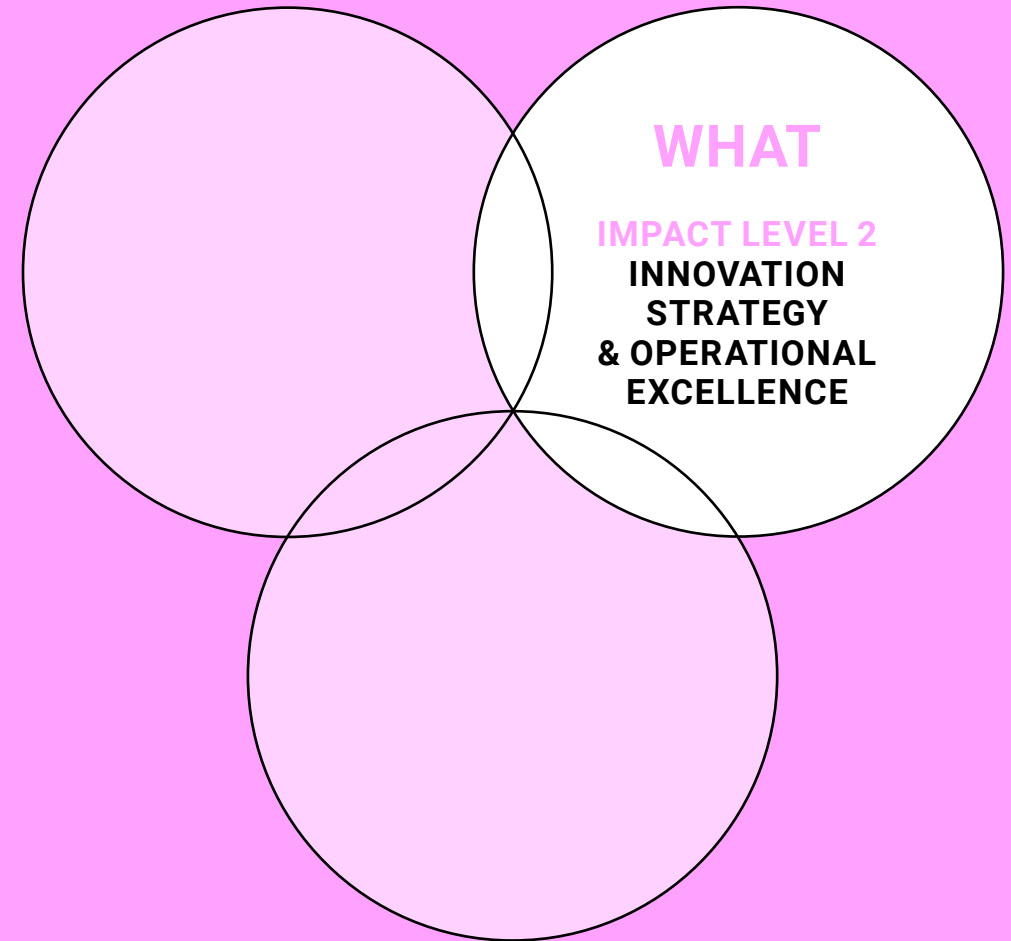 WHAT
IMPACT LEVEL 2
INNOVATION
STRATEGY
& OPERATIONAL
EXCELLENCE